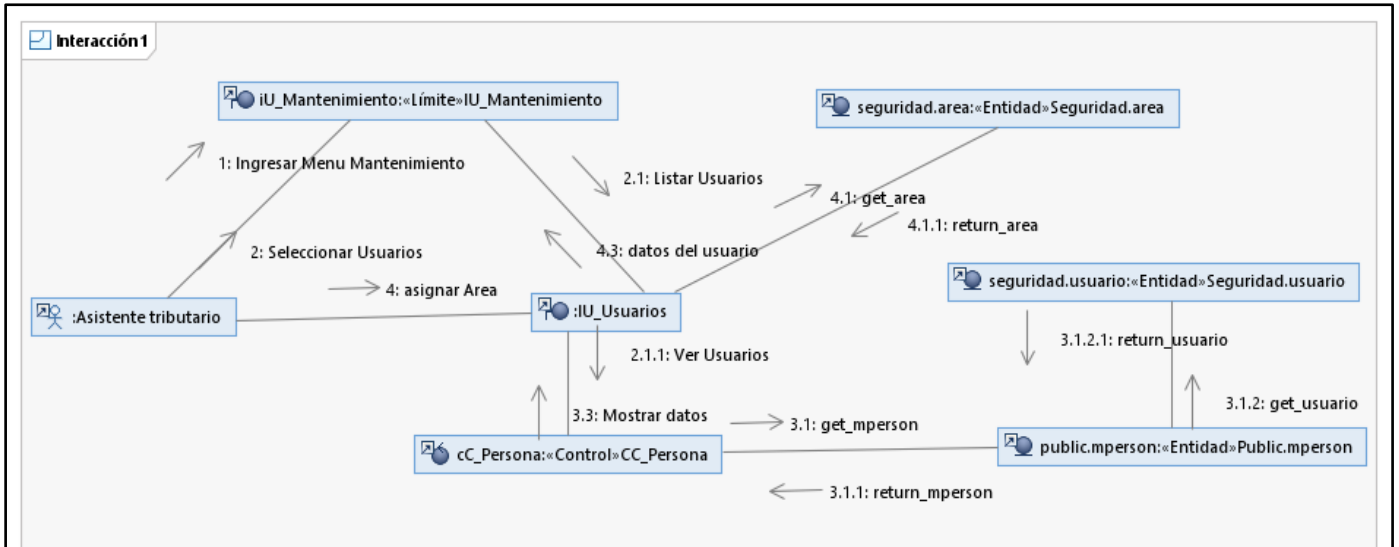 Interacción1
iU_Mantenimiento:«Límite»IU_Mantenimiento
seguridad.area:«Entidad»Seguridad.area
1: Ingresar Menu Mantenimiento
2.1: Listar Usuarios
4.1: get_area
4.1.1: return_area
2: Seleccionar Usuarios
4.3: datos del usuario
seguridad.usuario:«Entidad»Seguridad.usuario
4: asignar Area
:Asistente tributario
:IU_Usuarios
3.1.2.1: return_usuario
2.1.1: Ver Usuarios
3.1.2: get_usuario
3.3: Mostrar datos
3.1: get_mperson
cC_Persona:«Control»CC_Persona
public.mperson:«Entidad»Public.mperson
3.1.1: return_mperson